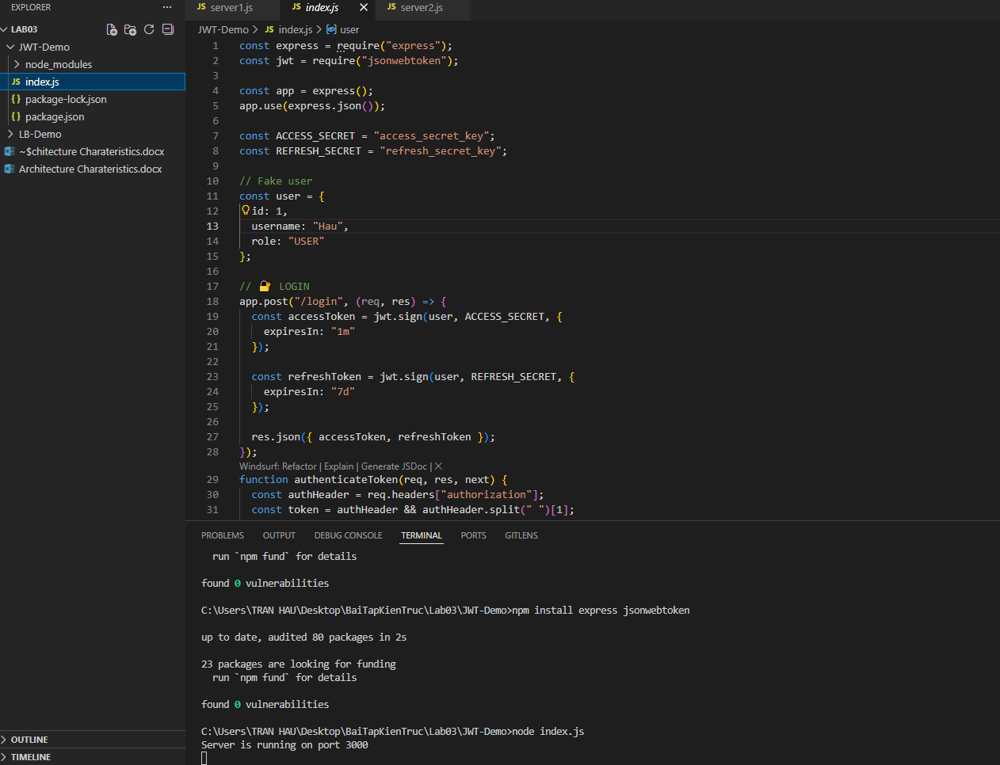 EXPLORER
LAB03
JWT-Demo
node_modules
JS index.js
{} package-lock.json
{} package.json
LB-Demo
~$chitecture Charateristics.docx
Architecture Charateristics.docx
OUTLINE
TIMELINE
JS server1.js
JS index.js
JS server2.js
JWT-Demo > JS index.js > user
1 const express = require("express");
2 const jwt = require("jsonwebtoken");
3
4 const app = express();
5 app.use(express.json());
6
7 const ACCESS_SECRET = "access_secret_key";
8 const REFRESH_SECRET = "refresh_secret_key";
9
10 // Fake user
11 const user = {
12 id: 1,
13 username: "Hau",
14 role: "USER"
15 };
16
17 // 🔐 LOGIN
18 app.post("/login", (req, res) => {
19 const accessToken = jwt.sign(user, ACCESS_SECRET, {
20 expiresIn: "1m"
21 });
22
23 const refreshToken = jwt.sign(user, REFRESH_SECRET, {
24 expiresIn: "7d"
25 });
26
27 res.json({ accessToken, refreshToken });
28 });
Windsurf: Refactor | Explain | Generate JSDoc | X
29 function authenticateToken(req, res, next) {
30 const authHeader = req.headers["authorization"];
31 const token = authHeader && authHeader.split(" ")[1];
PROBLEMS OUTPUT DEBUG CONSOLE TERMINAL PORTS GITLENS
run `npm fund` for details
found 0 vulnerabilities
C:\Users\TRAN HAU\Desktop\BaiTapKienTruc\Lab03\JWT-Demo>npm install express jsonwebtoken
up to date, audited 80 packages in 2s
23 packages are looking for funding
run `npm fund` for details
found 0 vulnerabilities
C:\Users\TRAN HAU\Desktop\BaiTapKienTruc\Lab03\JWT-Demo>node index.js
Server is running on port 3000